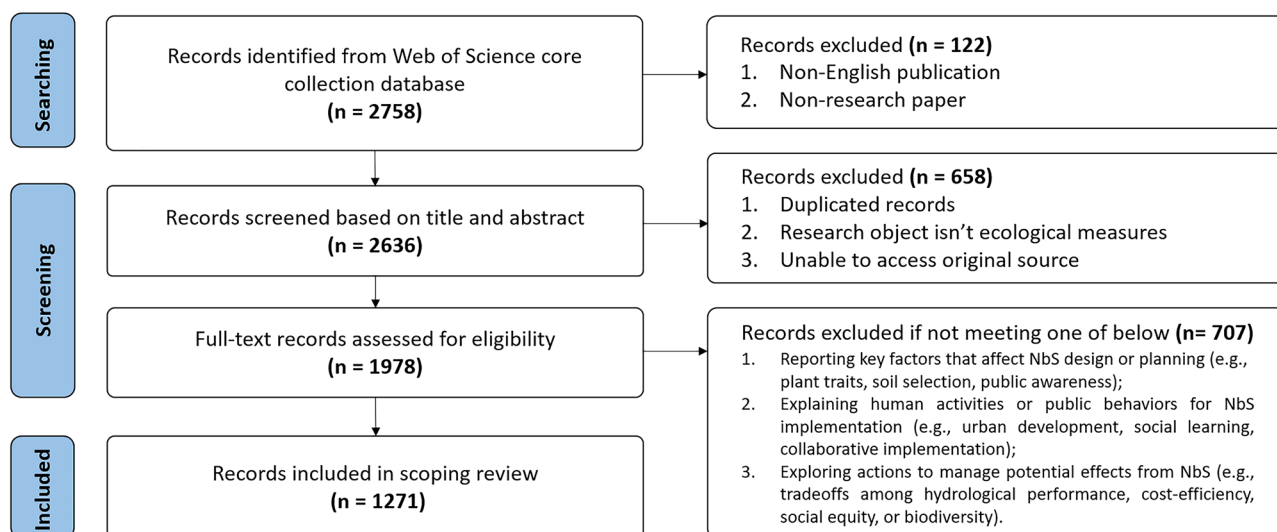 Searching
Records identified from Web of Science core
collection database
(n = 2758)
Records excluded (n = 122)
1. Non-English publication
2. Non-research paper
Screening
Records screened based on title and abstract
(n = 2636)
Records excluded (n = 658)
1. Duplicated records
2. Research object isn't ecological measures
3. Unable to access original source
Full-text records assessed for eligibility
(n = 1978)
Records excluded if not meeting one of below (n= 707)
1. Reporting key factors that affect NbS design or planning (e.g.,
plant traits, soil selection, public awareness);
2. Explaining human activities or public behaviors for NbS
implementation (e.g., urban development, social learning,
collaborative implementation);
3. Exploring actions to manage potential effects from NbS (e.g.,
tradeoffs among hydrological performance, cost-efficiency,
social equity, or biodiversity).
Included
Records included in scoping review
(n = 1271)